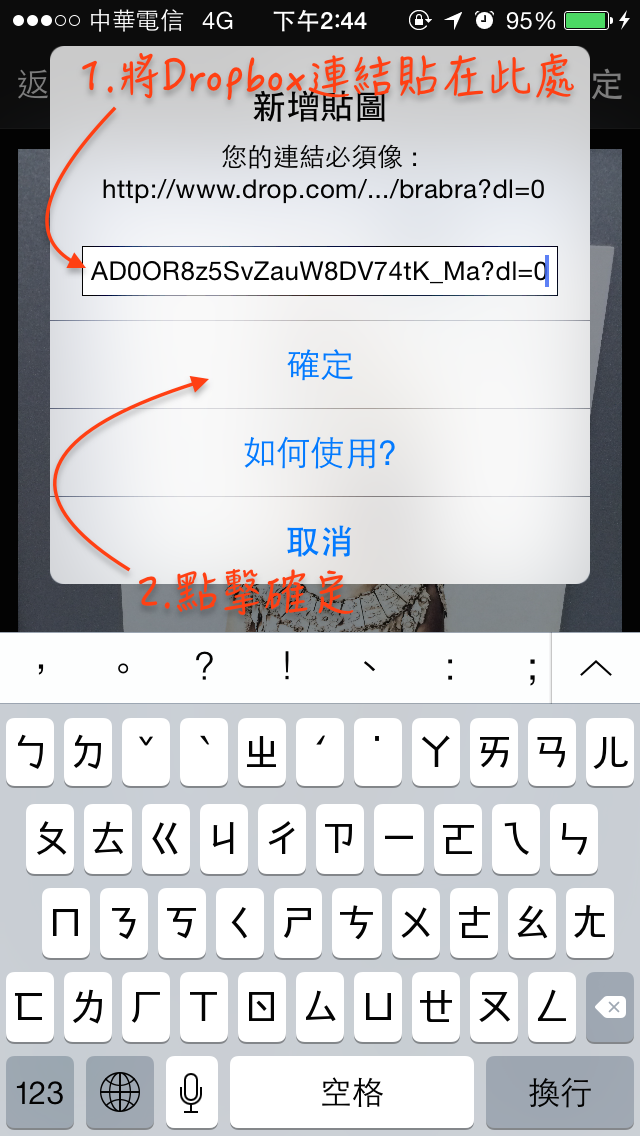 中華電信 4G 下午2:44 95%
返 定
1.將Dropbox連結貼在此處
新增貼圖
您的連結必須像：
http://www.drop.com/.../brabra?dl=0
AD0OR8z5SvZauW8DV74tK_Ma?dl=0
確定
如何使用?
取消
2.點擊確定
， 。 ? ! 、 : ;
ㄅ ㄉ ˇ ˋ ㄓ ˊ ˙ ㄚ ㄞ ㄢ ㄦ
ㄆ ㄊ ㄍ ㄐ ㄔ ㄗ ㄧ ㄛ ㄟ ㄣ
ㄇ ㄋ ㄎ ㄑ ㄕ ㄘ ㄨ ㄜ ㄠ ㄤ
ㄈ ㄌ ㄏ ㄒ ㄖ ㄙ ㄩ ㄝ ㄡ ㄥ
123 空格 換行